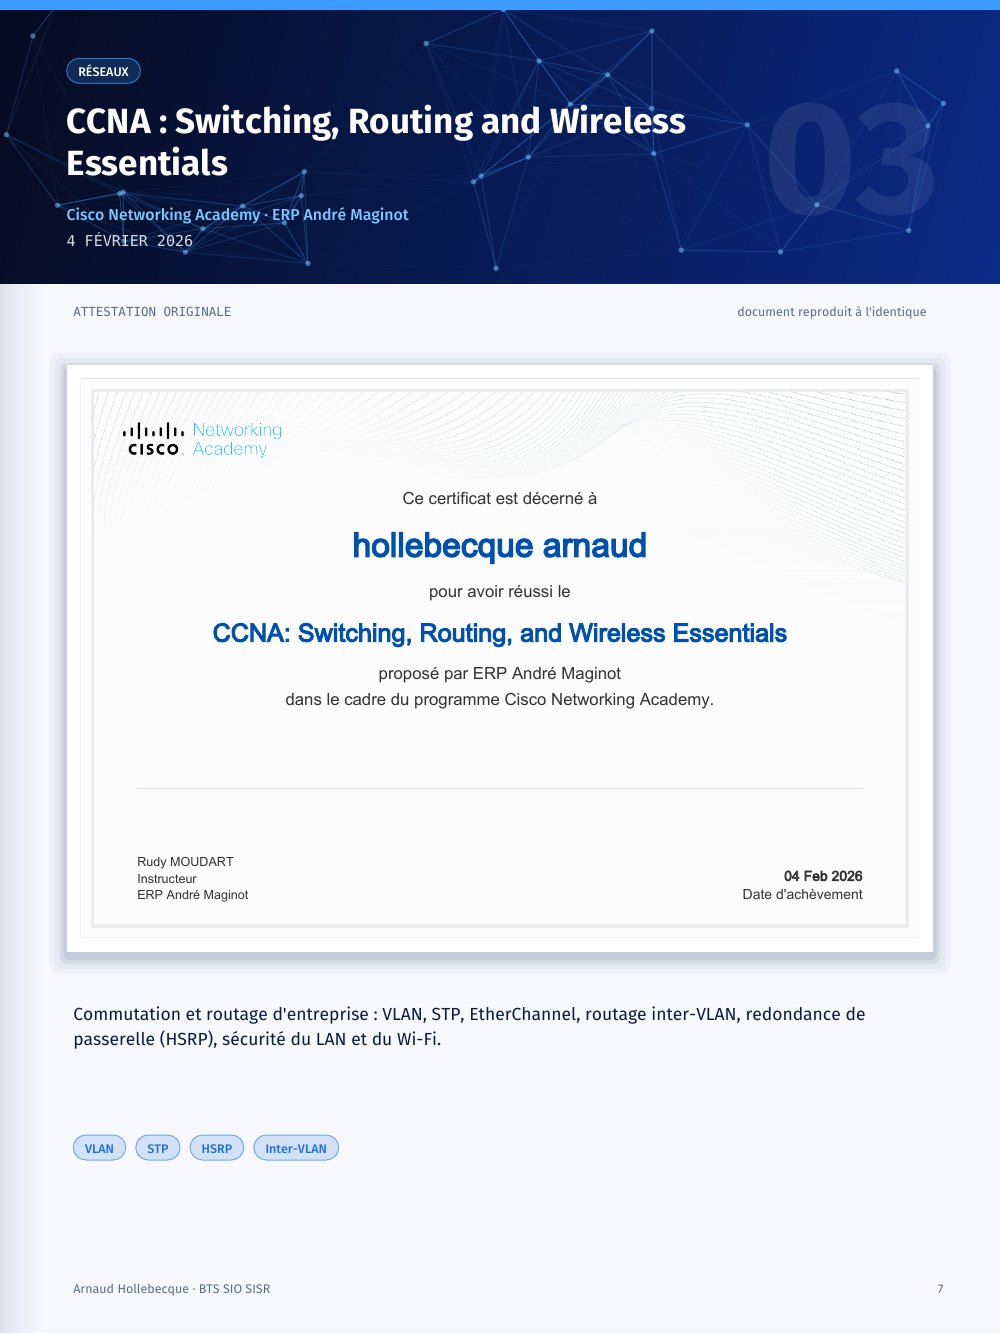 RÉSEAUX
CCNA : Switching, Routing and Wireless
Essentials
03
Cisco Networking Academy · ERP André Maginot
4 FÉVRIER 2026
ATTESTATION ORIGINALE
document reproduit à l'identique
CISCO Networking
Academy
Ce certificat est décerné à
hollebecque arnaud
pour avoir réussi le
CCNA: Switching, Routing, and Wireless Essentials
proposé par ERP André Maginot
dans le cadre du programme Cisco Networking Academy.
Rudy MOUDART
Instructeur
ERP André Maginot
04 Feb 2026
Date d'achèvement
Commutation et routage d'entreprise : VLAN, STP, EtherChannel, routage inter-VLAN, redondance de
passerelle (HSRP), sécurité du LAN et du Wi-Fi.
VLAN STP HSRP Inter-VLAN
Arnaud Hollebecque · BTS SIO SISR
7